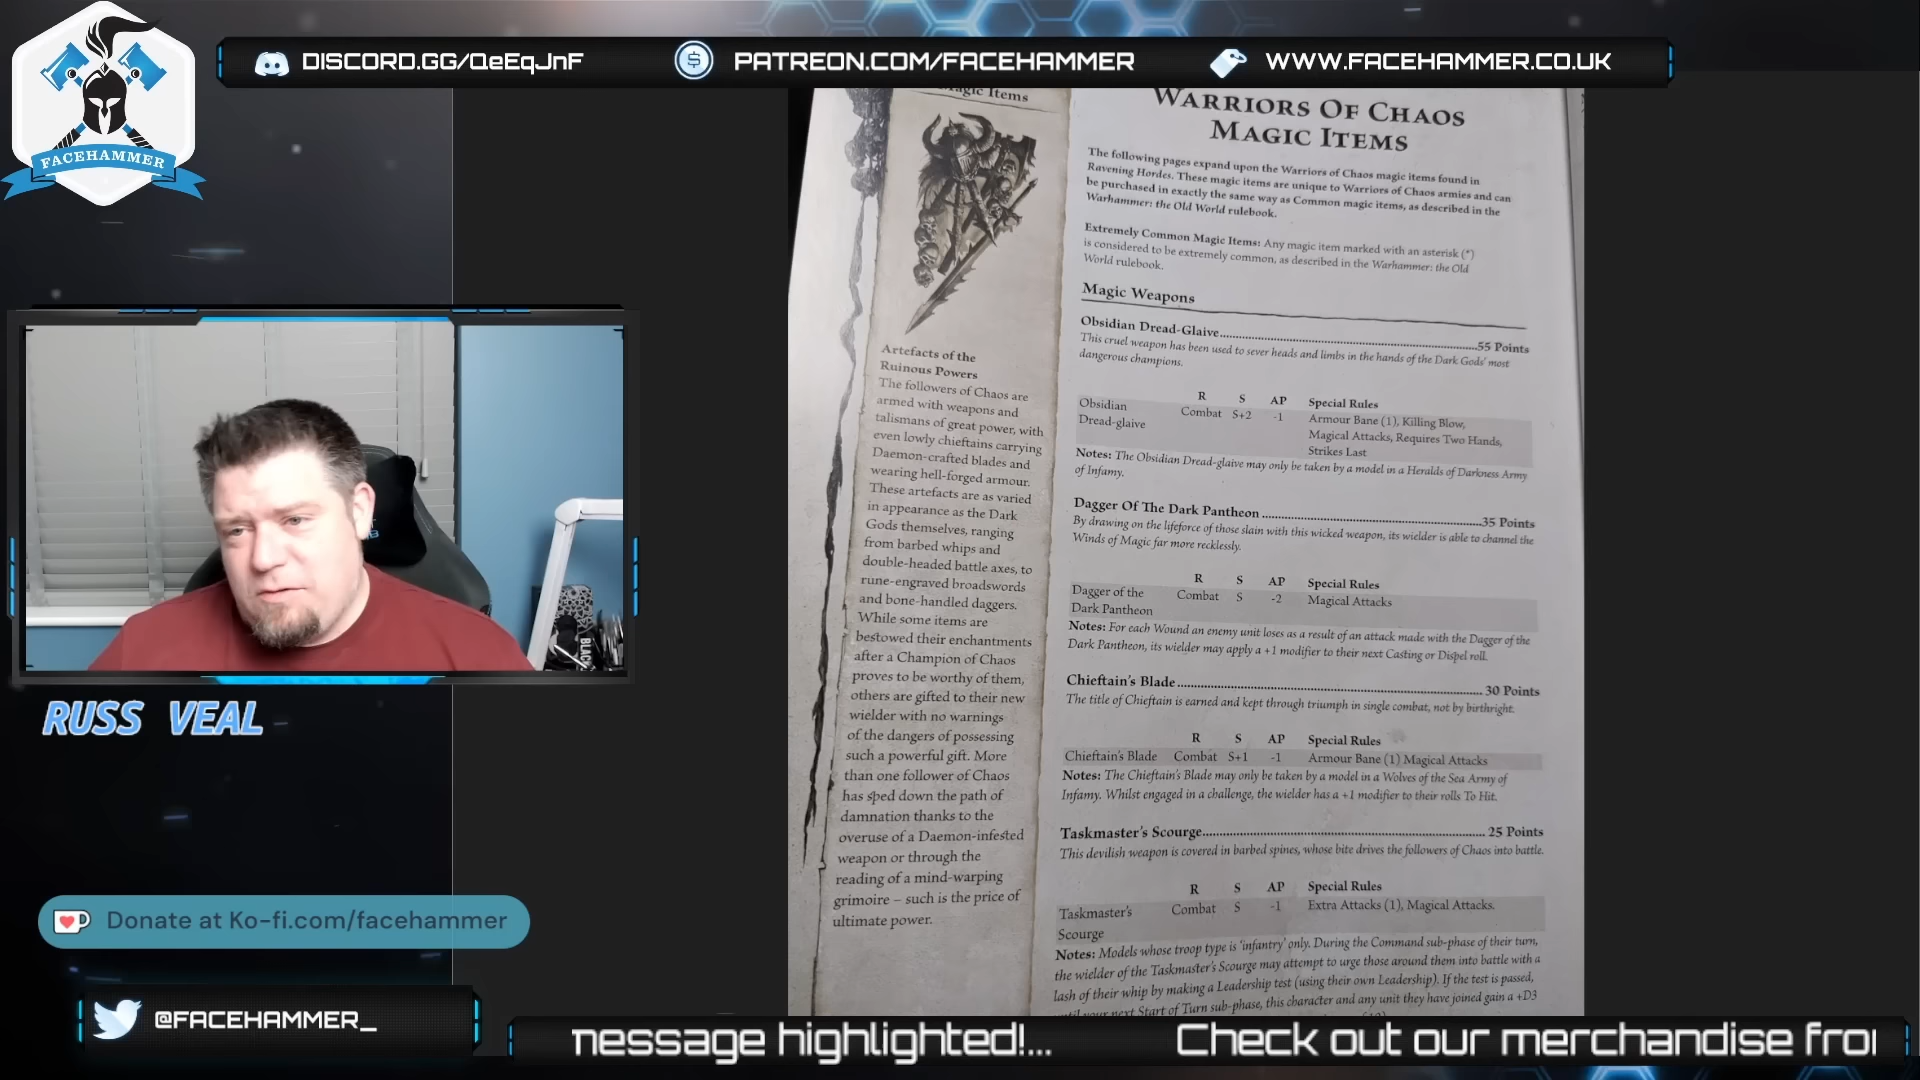 DISCORD.GG/QeEqJnF
PATREON.COM/FACEHAMMER
WWW.FACEHAMMER.CO.UK
FACEHAMMER
RUSS VEAL
Donate at Ko-fi.com/facehammer
@FACEHAMMER_
Magic Items
Artefacts of the
Ruinous Powers
The followers of Chaos are
armed with weapons and
talismans of great power, with
even lowly chieftains carrying
Daemon-crafted blades and
wearing hell-forged armour.
These artefacts are as varied
in appearance as the Dark
Gods themselves, ranging
from barbed whips and
double-headed battle axes, to
rune-engraved broadswords
and bone-handled daggers.
While some items are
bestowed their enchantments
after a Champion of Chaos
proves to be worthy of them,
others are gifted to their new
wielder with no warnings
of the dangers of possessing
such a powerful gift. More
than one follower of Chaos
has sped down the path of
damnation thanks to the
overuse of a Daemon-infested
weapon or through the
reading of a mind-warping
grimoire – such is the price of
ultimate power.
WARRIORS OF CHAOS
MAGIC ITEMS
The following pages expand upon the Warriors of Chaos magic items found in
Ravening Hordes. These magic items are unique to Warriors of Chaos armies and can
be purchased in exactly the same way as Common magic items, as described in the
Warhammer: the Old World rulebook.
Extremely Common Magic Items: Any magic item marked with an asterisk (*)
is considered to be extremely common, as described in the Warhammer: the Old
World rulebook.
Magic Weapons
Obsidian Dread-Glaive..........55 Points
This cruel weapon has been used to sever heads and limbs in the hands of the Dark Gods' most
dangerous champions.
R S AP Special Rules
Obsidian Dread-glaive Combat S+2 -1 Armour Bane (1), Killing Blow,
Magical Attacks, Requires Two Hands,
Strikes Last
Notes: The Obsidian Dread-glaive may only be taken by a model in a Heralds of Darkness Army
of Infamy.
Dagger Of The Dark Pantheon..........35 Points
By drawing on the lifeforce of those slain with this wicked weapon, its wielder is able to channel the
Winds of Magic far more recklessly.
R S AP Special Rules
Dagger of the Dark Pantheon Combat S -2 Magical Attacks
Notes: For each Wound an enemy unit loses as a result of an attack made with the Dagger of the
Dark Pantheon, its wielder may apply a +1 modifier to their next Casting or Dispel roll.
Chieftain's Blade..........30 Points
The title of Chieftain is earned and kept through triumph in single combat, not by birthright.
R S AP Special Rules
Chieftain's Blade Combat S+1 -1 Armour Bane (1) Magical Attacks
Notes: The Chieftain's Blade may only be taken by a model in a Wolves of the Sea Army of
Infamy. Whilst engaged in a challenge, the wielder has a +1 modifier to their rolls To Hit.
Taskmaster's Scourge..........25 Points
This devilish weapon is covered in barbed spines, whose bite drives the followers of Chaos into battle.
R S AP Special Rules
Taskmaster's Scourge Combat S -1 Extra Attacks (1), Magical Attacks.
Notes: Models whose troop type is 'infantry' only. During the Command sub-phase of their turn,
the wielder of the Taskmaster's Scourge may attempt to urge those around them into battle with a
lash of their whip by making a Leadership test (using their own Leadership). If the test is passed,
until your next Start of Turn sub-phase, this character and any unit they have joined gain a +D3
message highlighted!... Check out our merchandise